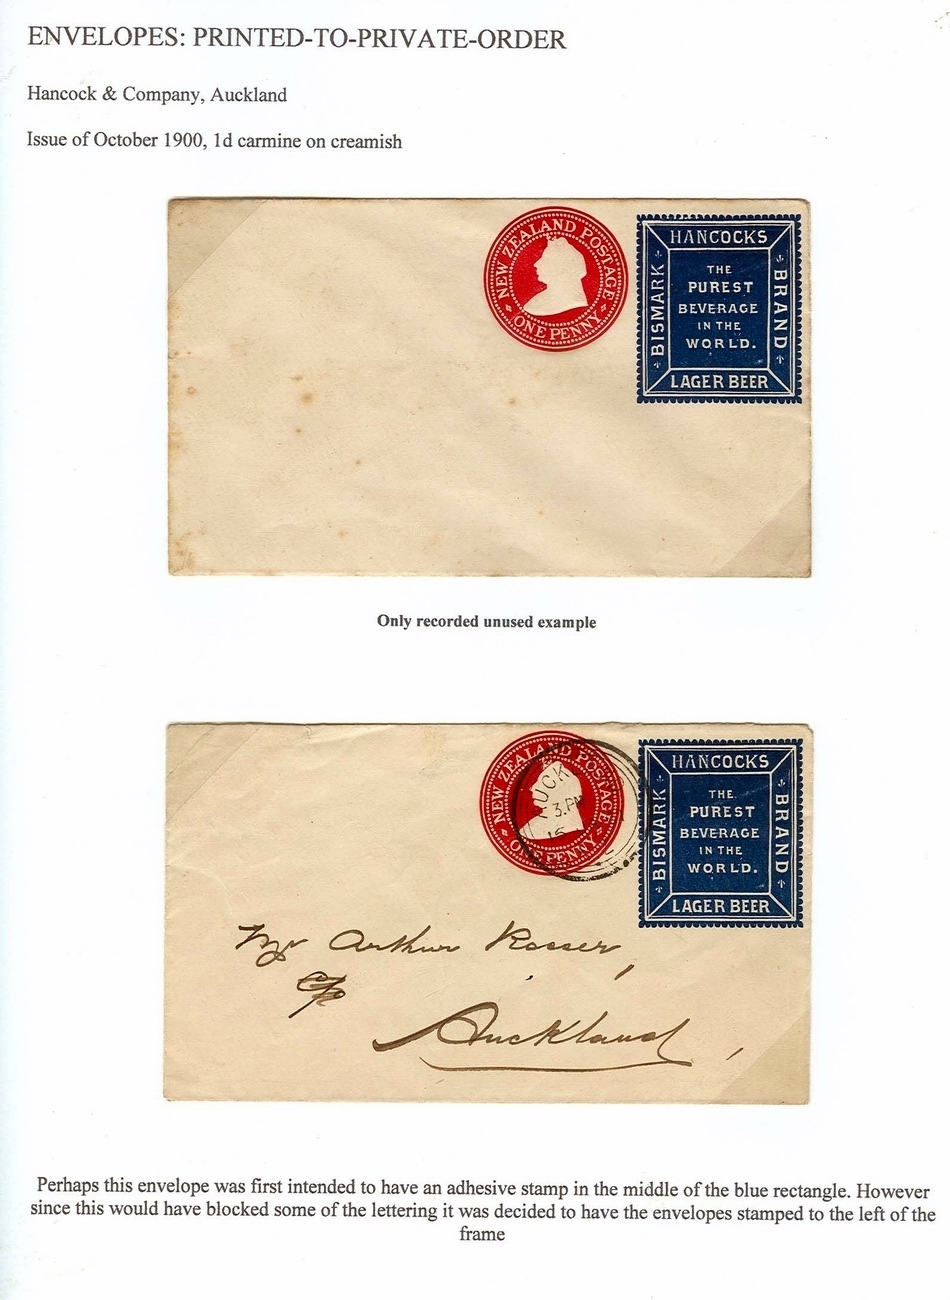 ENVELOPES: PRINTED-TO-PRIVATE-ORDER
Hancock & Company, Auckland
Issue of October 1900, 1d carmine on creamish
NEW ZEALAND POSTAGE
ONE PENNY
HANCOCKS
BISMARK
BRAND
THE
PUREST
BEVERAGE
IN THE
WORLD.
LAGER BEER
Only recorded unused example
NEW ZEALAND POSTAGE
ONE PENNY
AUCK
3.PM
15
HANCOCKS
BISMARK
BRAND
THE
PUREST
BEVERAGE
IN THE
WORLD.
LAGER BEER
Mr Arthur Rosser,
Auckland,
Perhaps this envelope was first intended to have an adhesive stamp in the middle of the blue rectangle. However
since this would have blocked some of the lettering it was decided to have the envelopes stamped to the left of the
frame